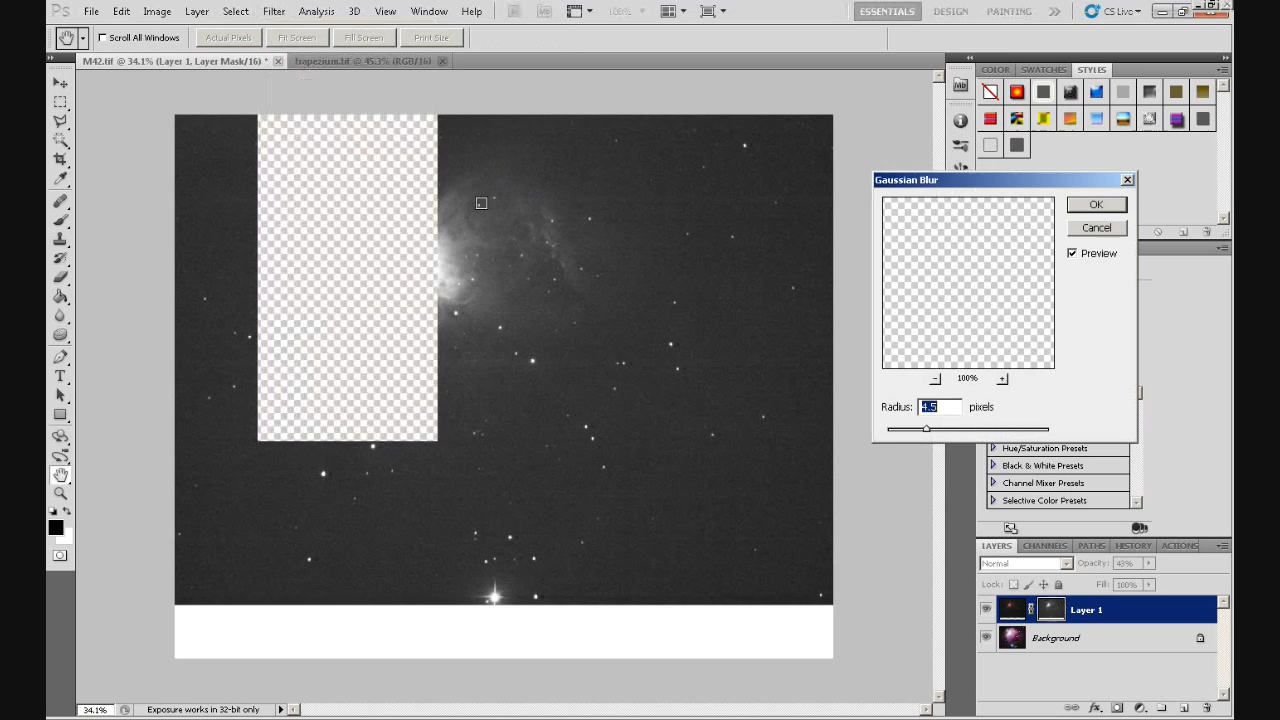 Ps File Edit Image Layer Select Filter Analysis 3D View Window Help 100% ESSENTIALS DESIGN PAINTING CS Live
Scroll All Windows Actual Pixels Fit Screen Fill Screen Print Size
M42.tif @ 34.1% (Layer 1, Layer Mask/16) * trapezium.tif @ 45.3% (RGB/16)
COLOR SWATCHES STYLES
Mb
Gaussian Blur
OK
Cancel
Preview
100%
Radius: 4.5 pixels
Hue/Saturation Presets
Black & White Presets
Channel Mixer Presets
Selective Color Presets
LAYERS CHANNELS PATHS HISTORY ACTIONS
Normal Opacity: 43%
Lock: Fill: 100%
Layer 1
Background
fx
T
34.1% Exposure works in 32-bit only